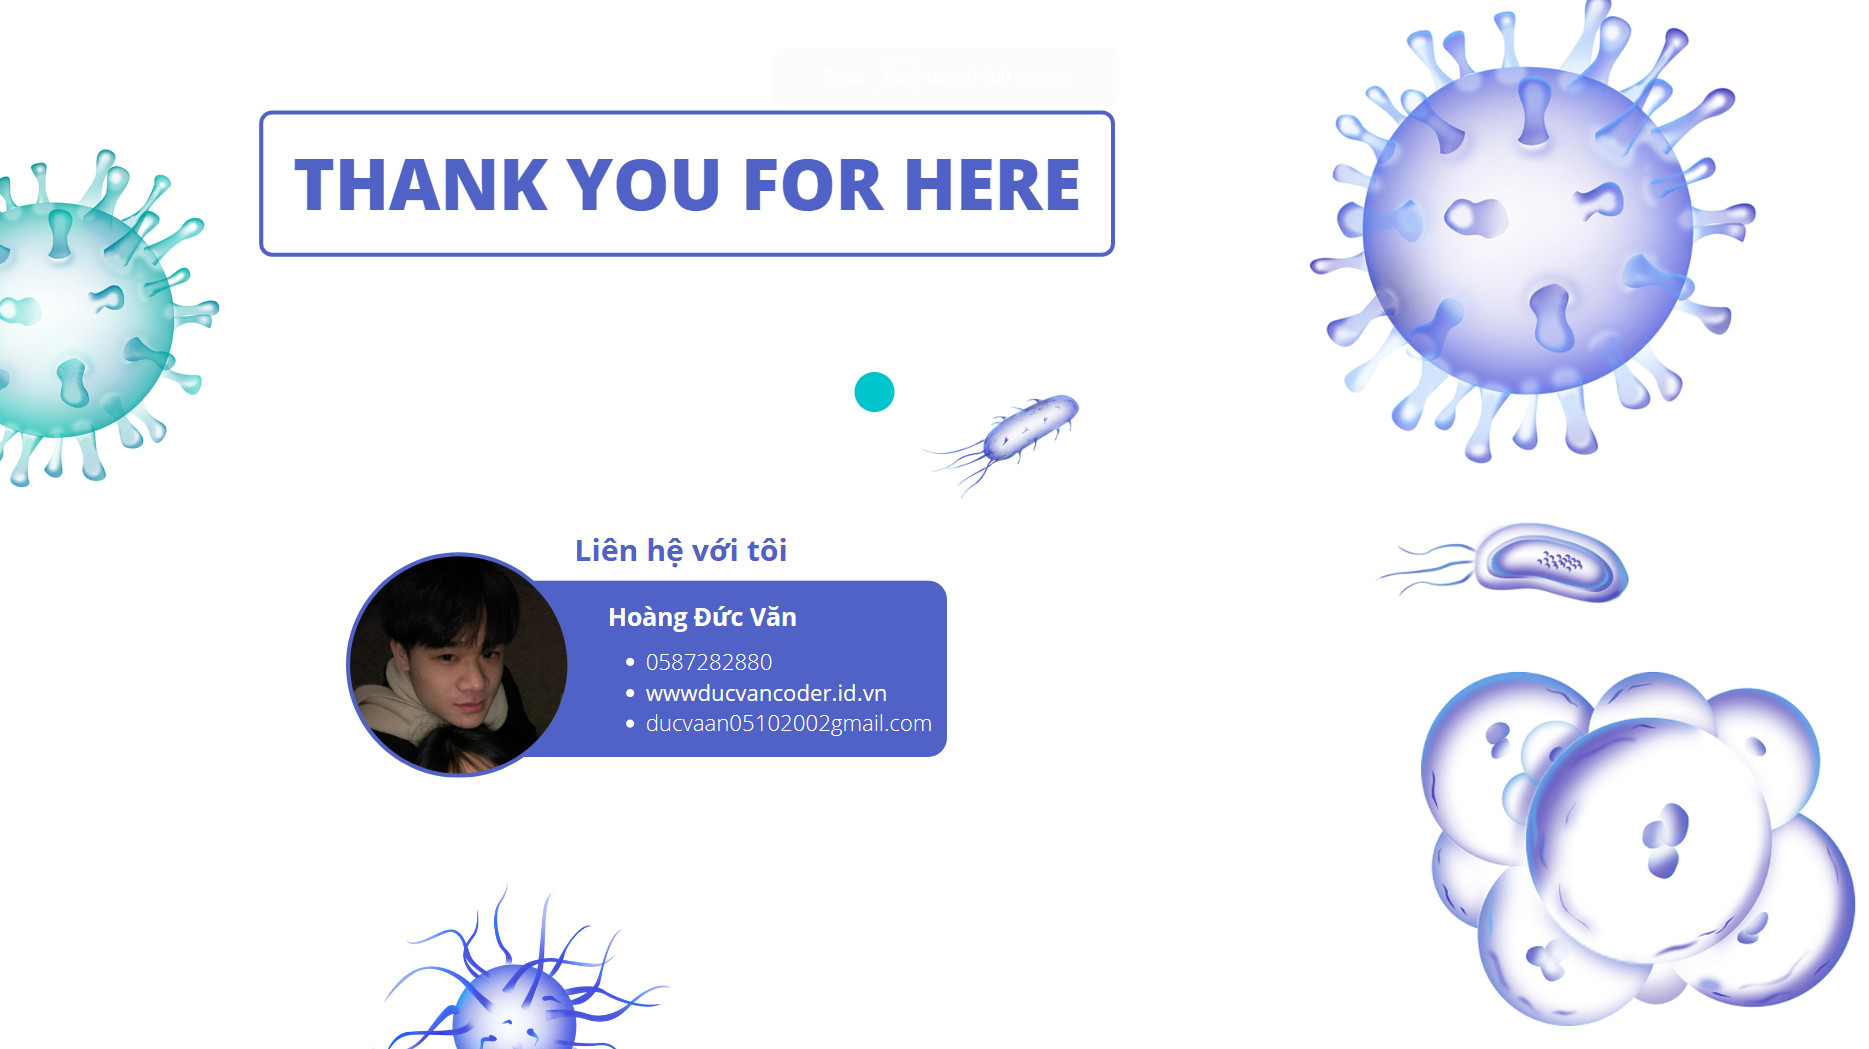 Press Esc to exit full screen
THANK YOU FOR HERE
Liên hệ với tôi
Hoàng Đức Văn
0587282880
wwwducvancoder.id.vn
ducvaan05102002gmail.com